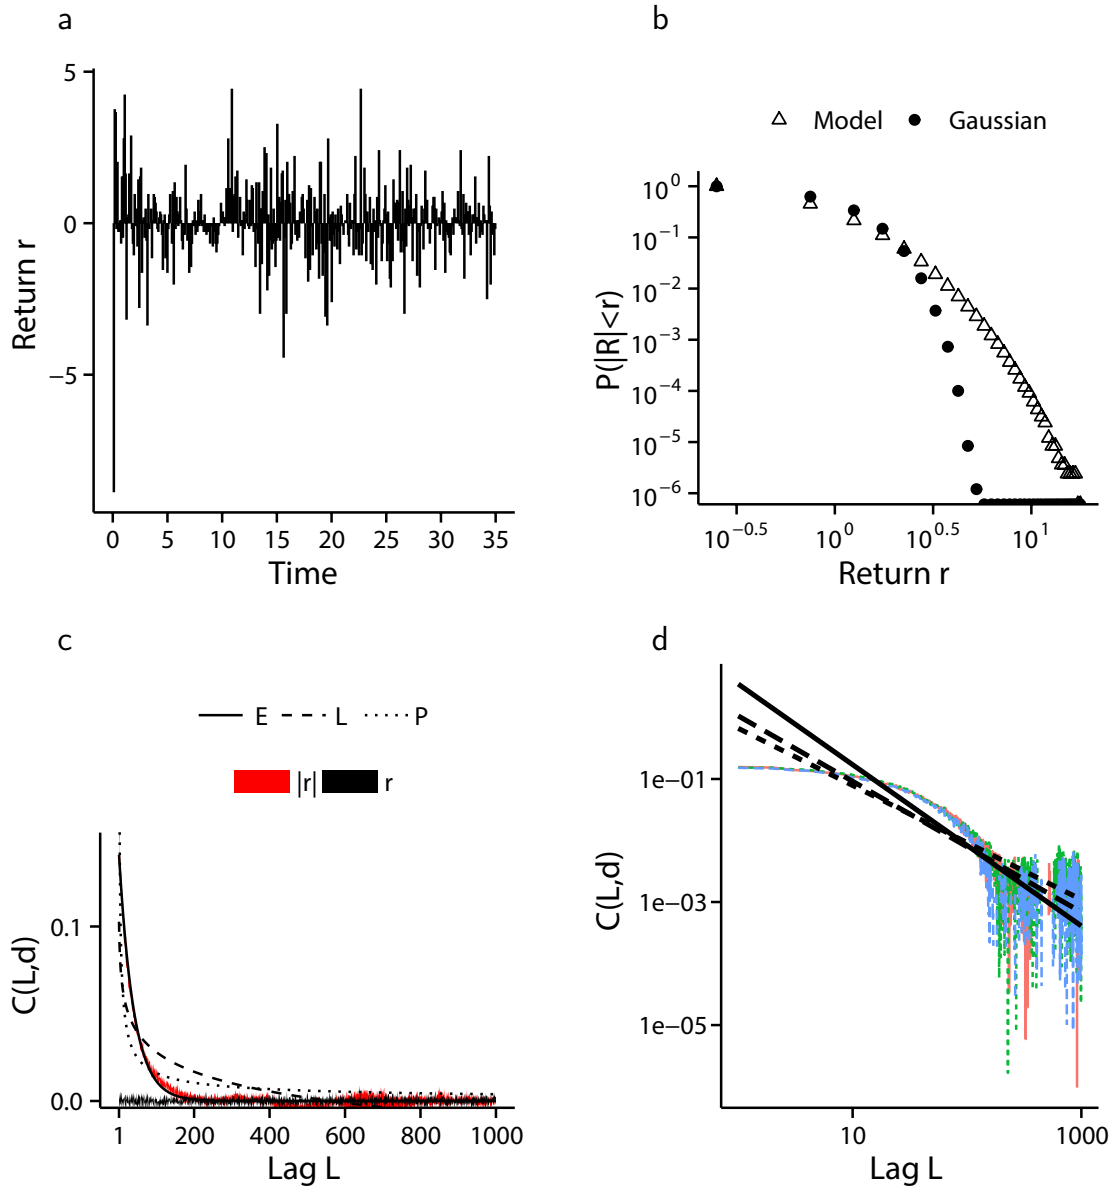 a
5
0
−5
Return r
0 5 10 15 20 25 30 35
Time
b
Model Gaussian
10^0
10^−1
10^−2
10^−3
10^−4
10^−5
10^−6
P(|R|<r)
10^−0.5 10^0 10^0.5 10^1
Return r
c
E L P
|r| r
0.1
0.0
C(L,d)
1 200 400 600 800 1000
Lag L
d
1e−01
1e−03
1e−05
C(L,d)
10 1000
Lag L